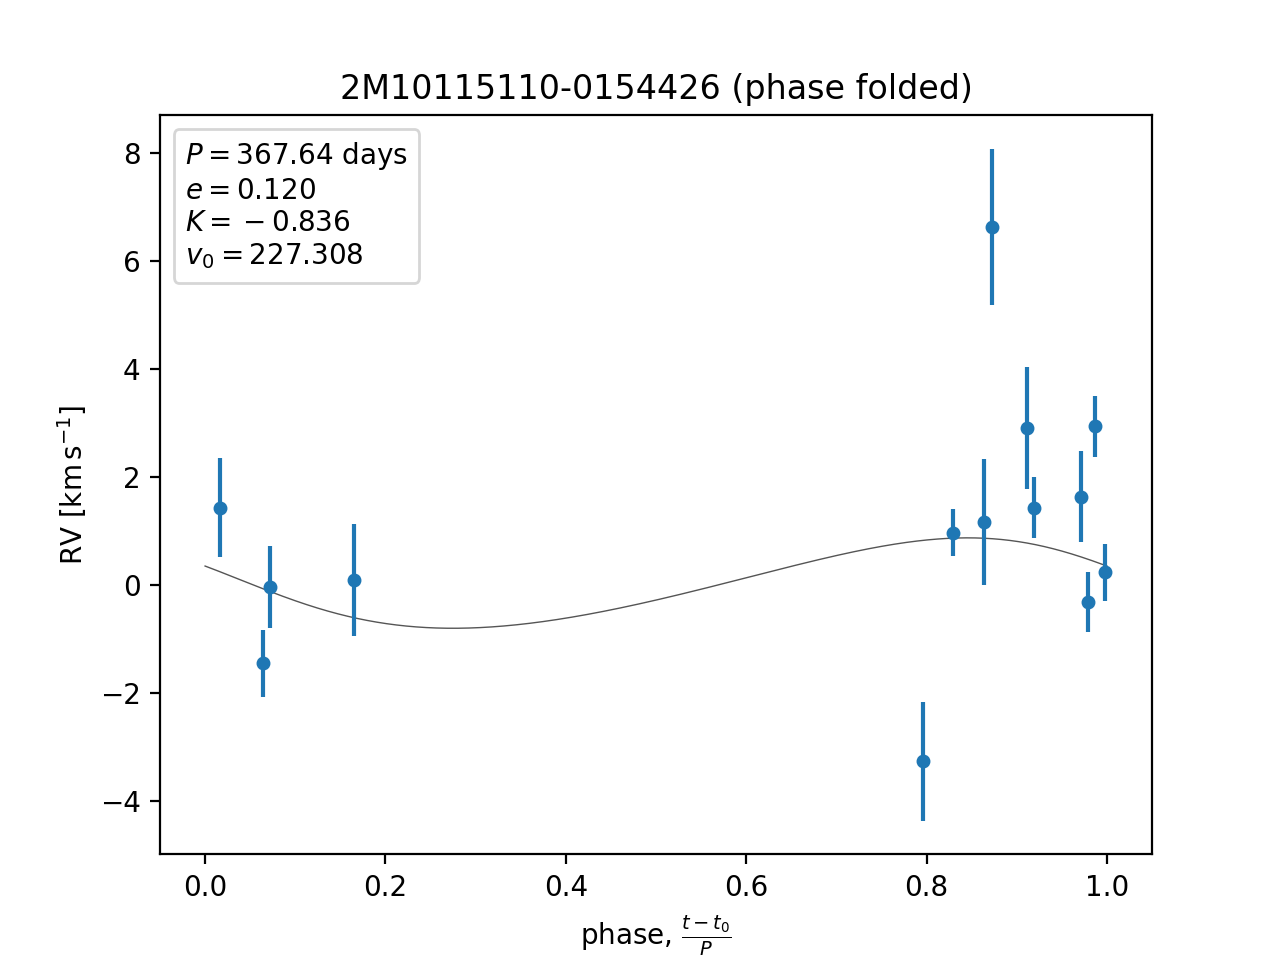 2M10115110-0154426 (phase folded)
P = 367.64 days
e = 0.120
K = −0.836
v₀ = 227.308
8
6
4
2
0
−2
−4
RV [km s⁻¹]
0.0 0.2 0.4 0.6 0.8 1.0
phase, (t − t₀)/P